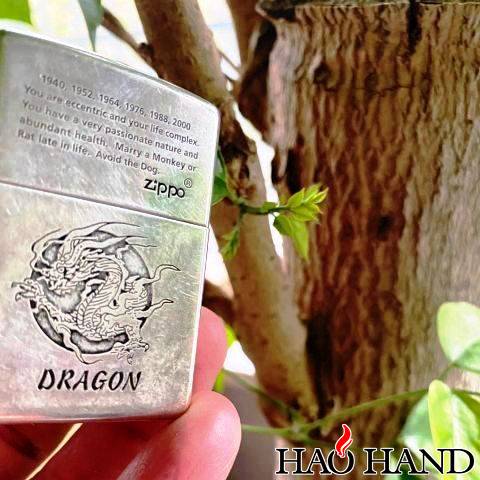 1940, 1952, 1964, 1976, 1988, 2000
You are eccentric and your life complex.
You have a very passionate nature and
abundant health. Marry a Monkey or
Rat late in life. Avoid the Dog.
zippo®
DRAGON
HAO HAND